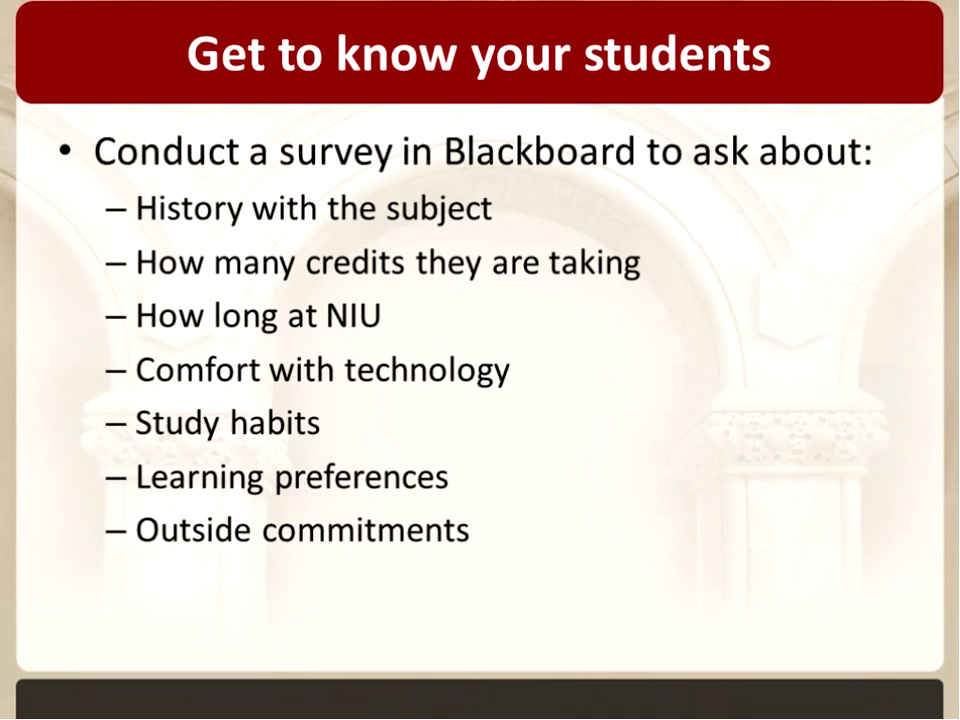 Get to know your students
• Conduct a survey in Blackboard to ask about:
– History with the subject
– How many credits they are taking
– How long at NIU
– Comfort with technology
– Study habits
– Learning preferences
– Outside commitments